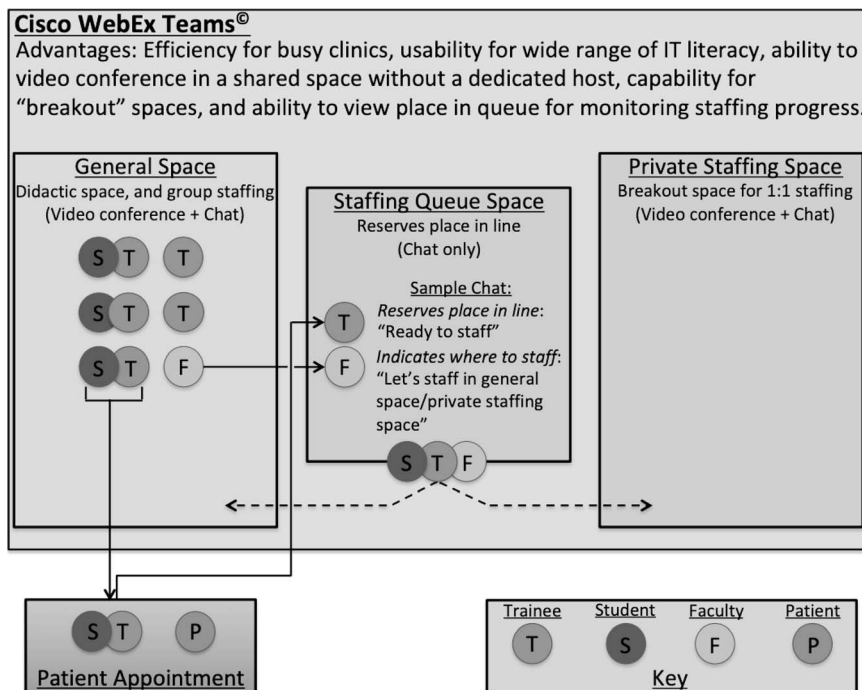 Cisco WebEx Teams©
Advantages: Efficiency for busy clinics, usability for wide range of IT literacy, ability to
video conference in a shared space without a dedicated host, capability for
“breakout” spaces, and ability to view place in queue for monitoring staffing progress.
General Space
Didactic space, and group staffing
(Video conference + Chat)
S T T
S T T
S T F
Staffing Queue Space
Reserves place in line
(Chat only)
Sample Chat:
T
Reserves place in line:
“Ready to staff”
F
Indicates where to staff:
“Let’s staff in general
space/private staffing
space”
S T F
Private Staffing Space
Breakout space for 1:1 staffing
(Video conference + Chat)
S T P
Patient Appointment
Trainee Student Faculty Patient
T S F P
Key